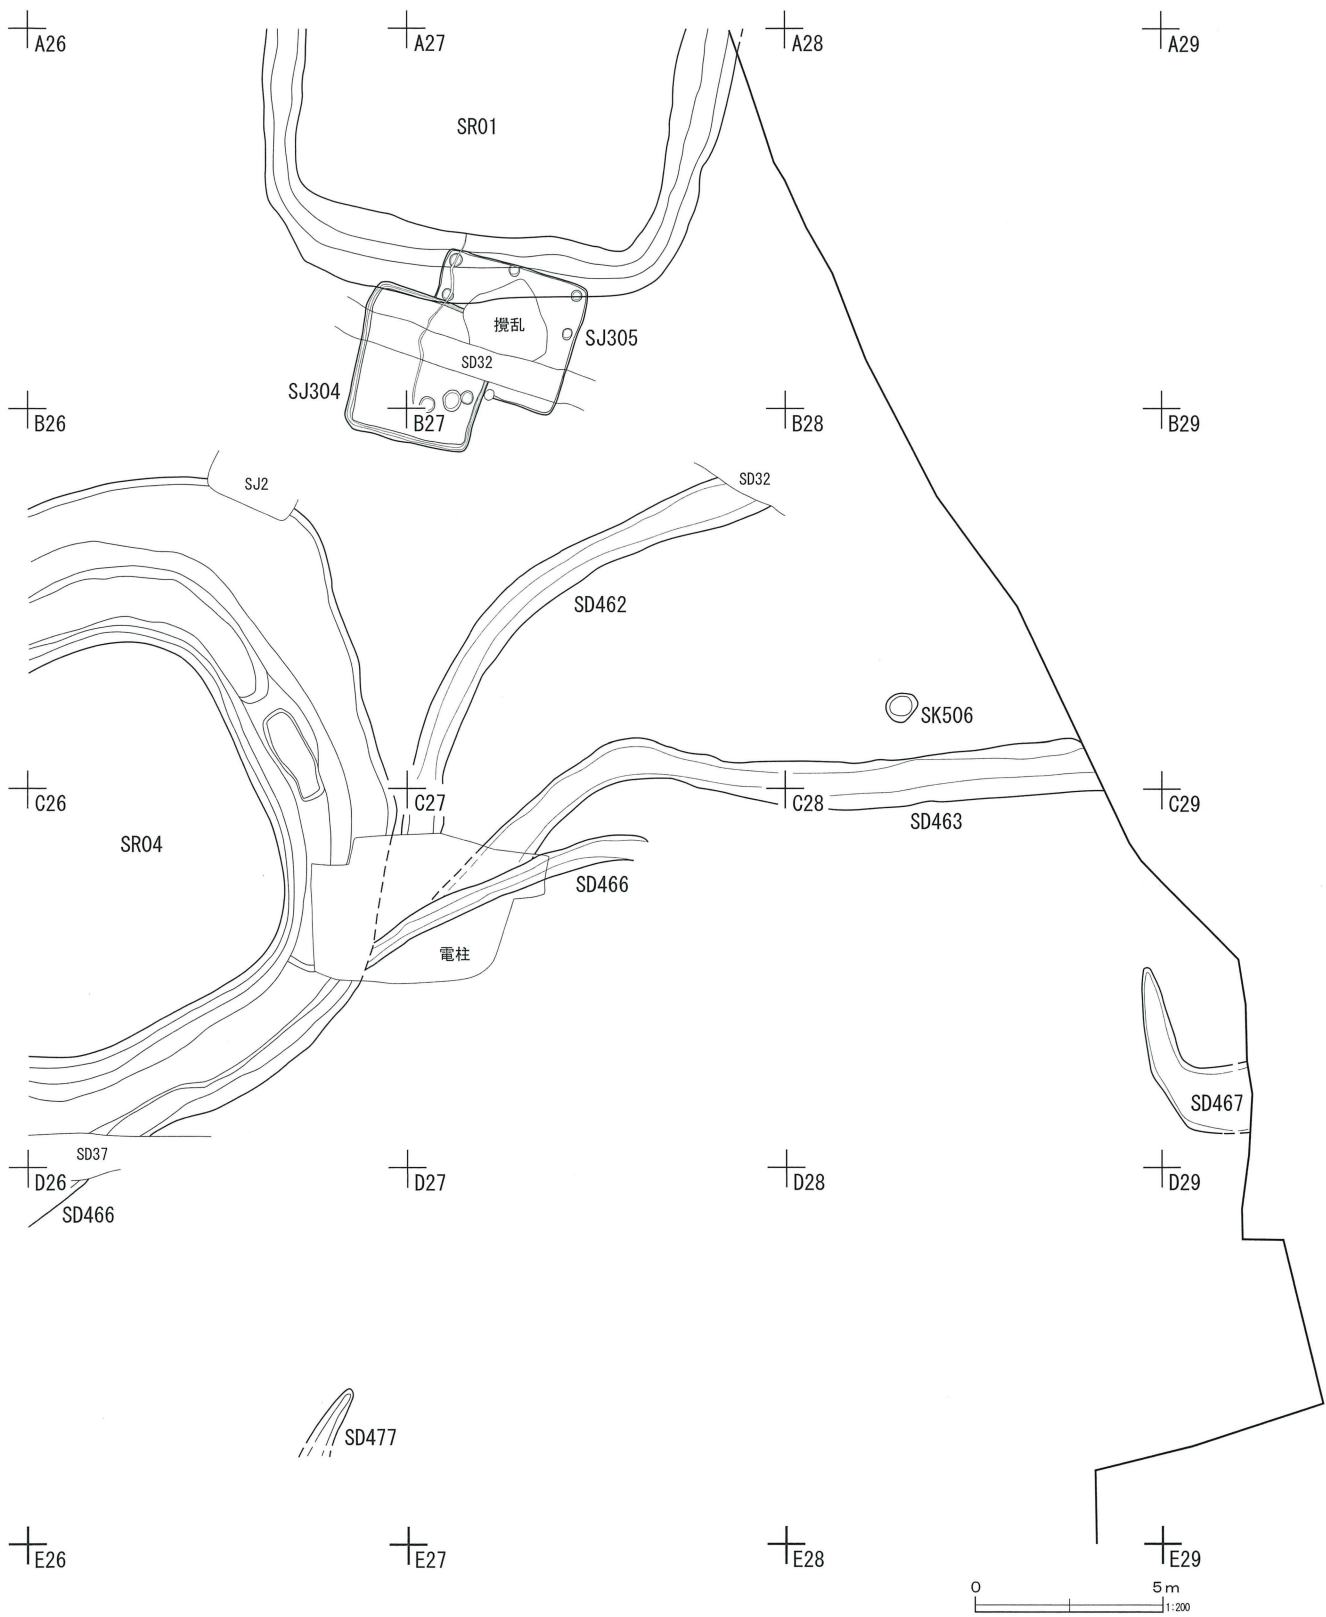 A26
A27
A28
A29
SR01
攪乱
SJ305
SD32
SJ304
B26
B27
B28
B29
SJ2
SD32
SD462
SK506
C26
C27
C28
C29
SD463
SR04
SD466
電柱
SD467
SD37
D26
D27
D28
D29
SD466
SD477
E26
E27
E28
E29
0 5m
1:200